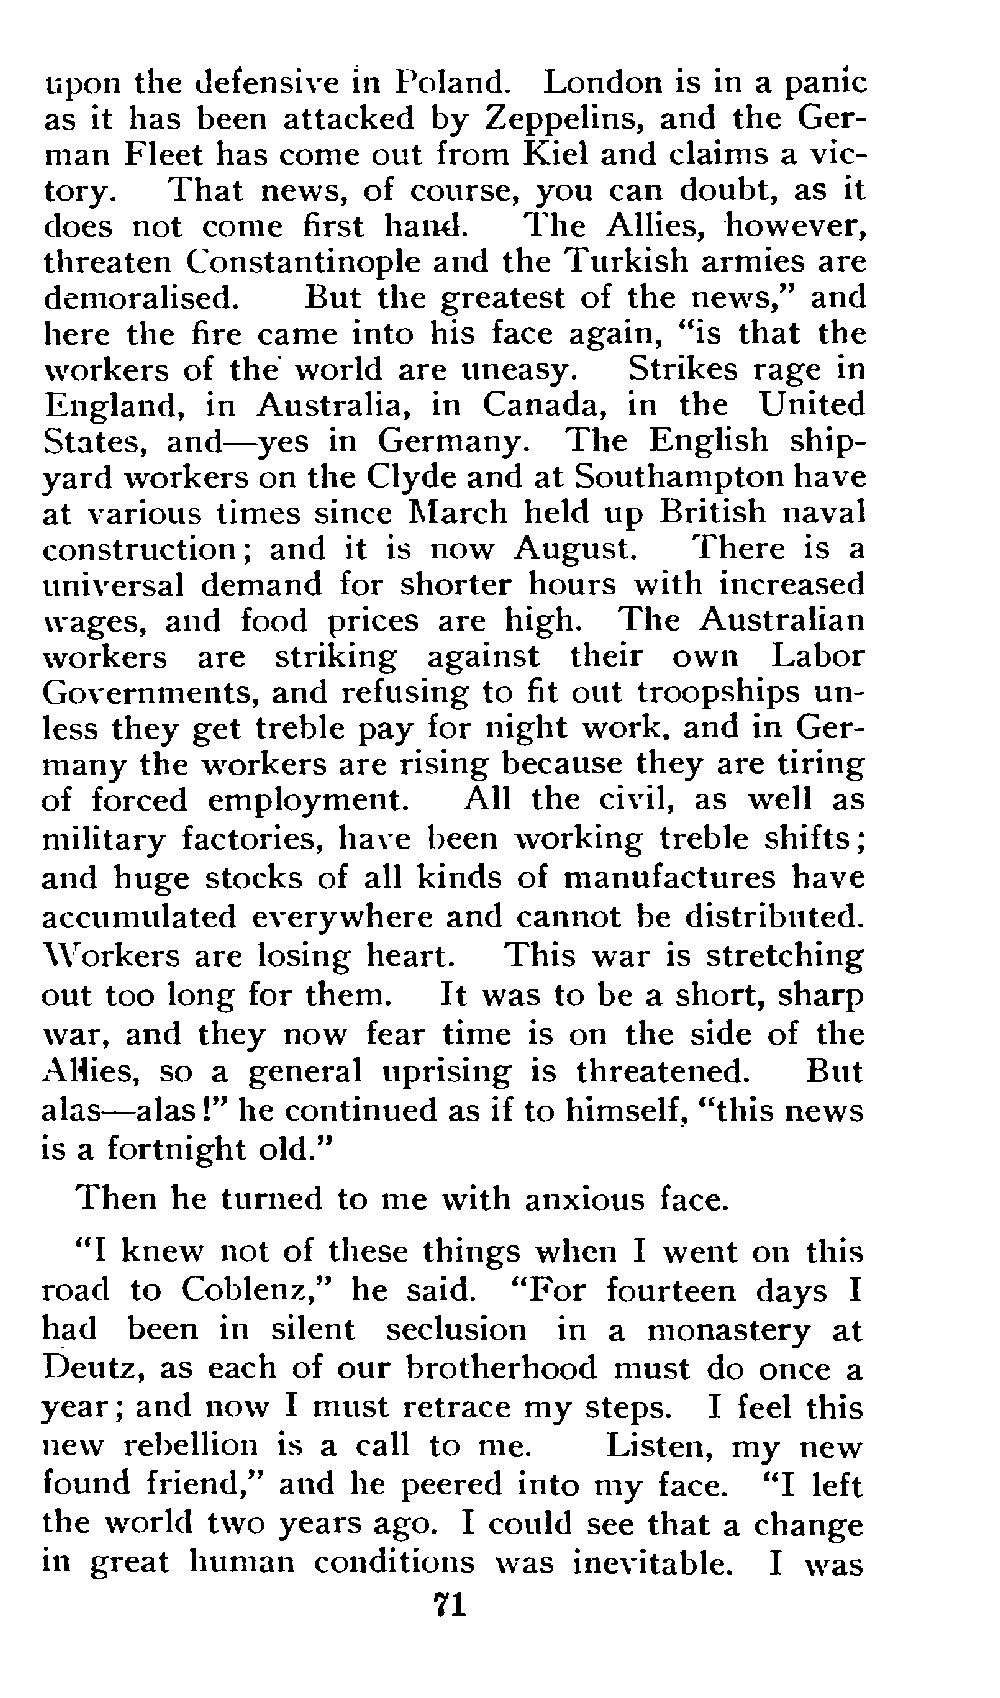 upon the defensive in Poland. London is in a panic
as it has been attacked by Zeppelins, and the Ger-
man Fleet has come out from Kiel and claims a vic-
tory. That news, of course, you can doubt, as it
does not come first hand. The Allies, however,
threaten Constantinople and the Turkish armies are
demoralised. But the greatest of the news,” and
here the fire came into his face again, “is that the
workers of the world are uneasy. Strikes rage in
England, in Australia, in Canada, in the United
States, and—yes in Germany. The English ship-
yard workers on the Clyde and at Southampton have
at various times since March held up British naval
construction; and it is now August. There is a
universal demand for shorter hours with increased
wages, and food prices are high. The Australian
workers are striking against their own Labor
Governments, and refusing to fit out troopships un-
less they get treble pay for night work, and in Ger-
many the workers are rising because they are tiring
of forced employment. All the civil, as well as
military factories, have been working treble shifts;
and huge stocks of all kinds of manufactures have
accumulated everywhere and cannot be distributed.
Workers are losing heart. This war is stretching
out too long for them. It was to be a short, sharp
war, and they now fear time is on the side of the
Allies, so a general uprising is threatened. But
alas—alas!” he continued as if to himself, “this news
is a fortnight old.”
Then he turned to me with anxious face.
“I knew not of these things when I went on this
road to Coblenz,” he said. “For fourteen days I
had been in silent seclusion in a monastery at
Deutz, as each of our brotherhood must do once a
year; and now I must retrace my steps. I feel this
new rebellion is a call to me. Listen, my new
found friend,” and he peered into my face. “I left
the world two years ago. I could see that a change
in great human conditions was inevitable. I was
71